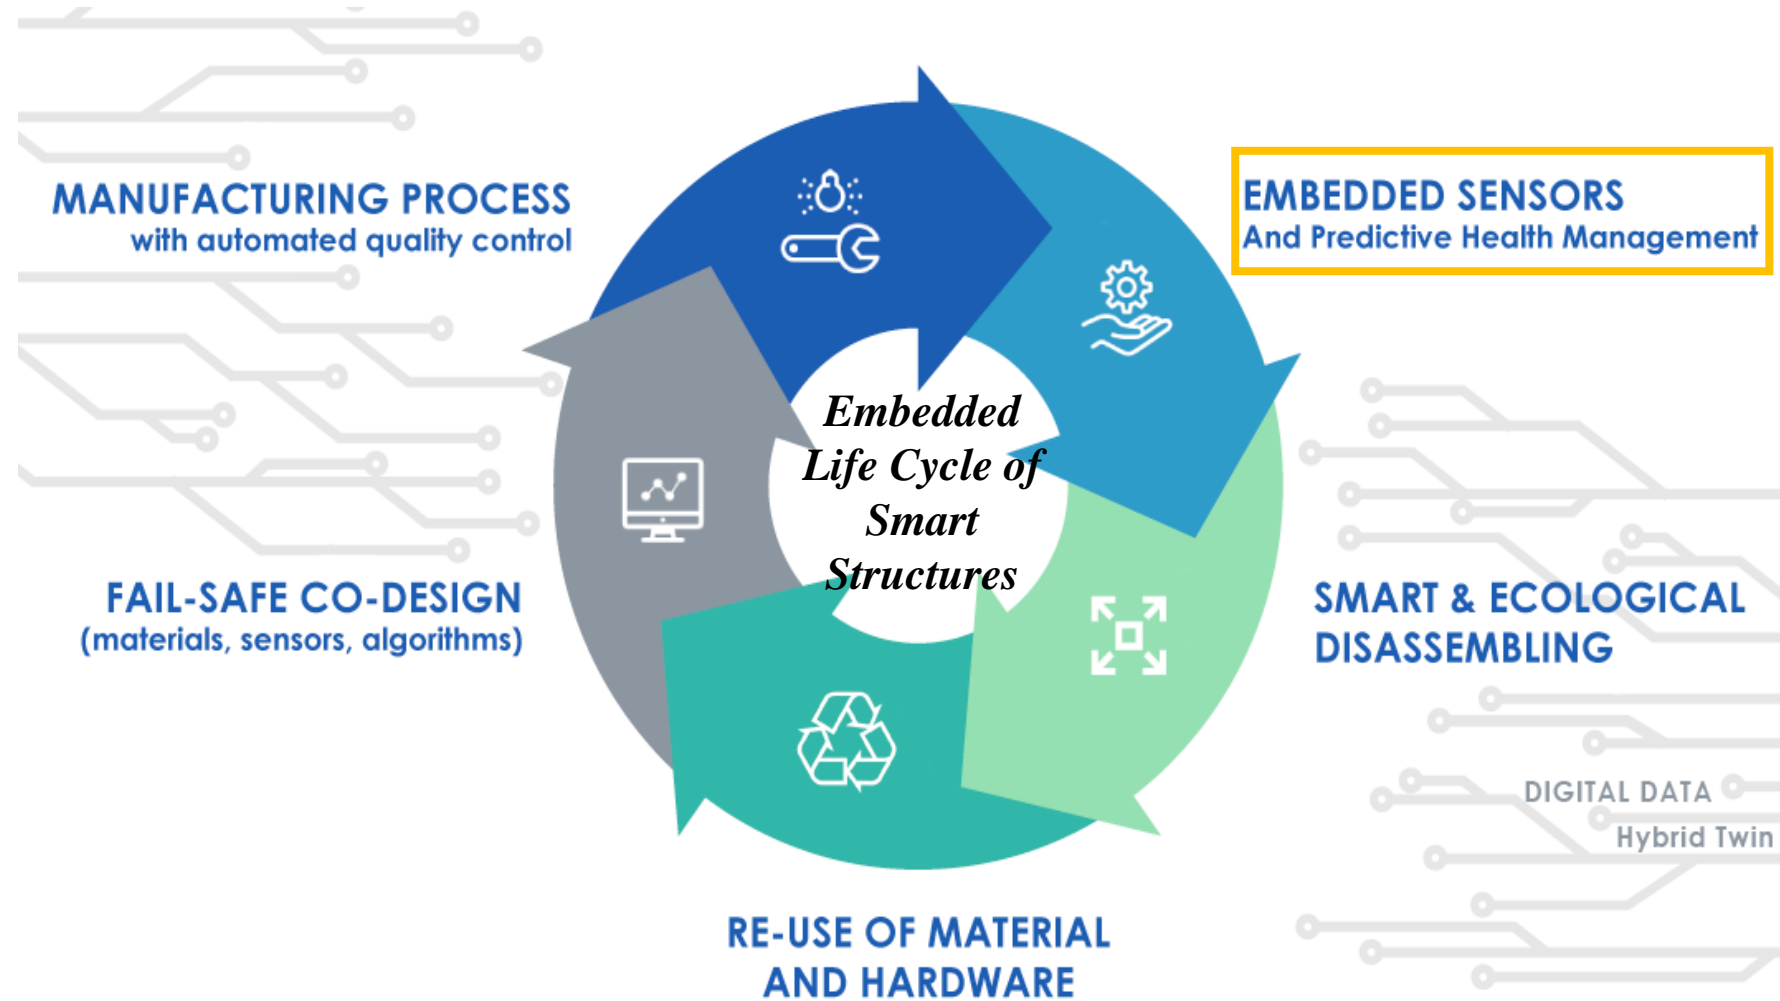 MANUFACTURING PROCESS
with automated quality control
EMBEDDED SENSORS
And Predictive Health Management
Embedded
Life Cycle of
Smart
Structures
FAIL-SAFE CO-DESIGN
(materials, sensors, algorithms)
SMART & ECOLOGICAL
DISASSEMBLING
DIGITAL DATA
Hybrid Twin
RE-USE OF MATERIAL
AND HARDWARE